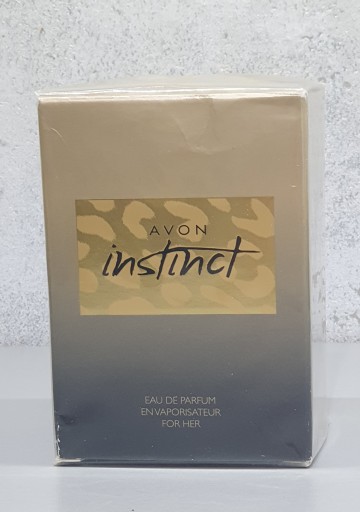 AVON
instinct
EAU DE PARFUM
EN VAPORISATEUR
FOR HER